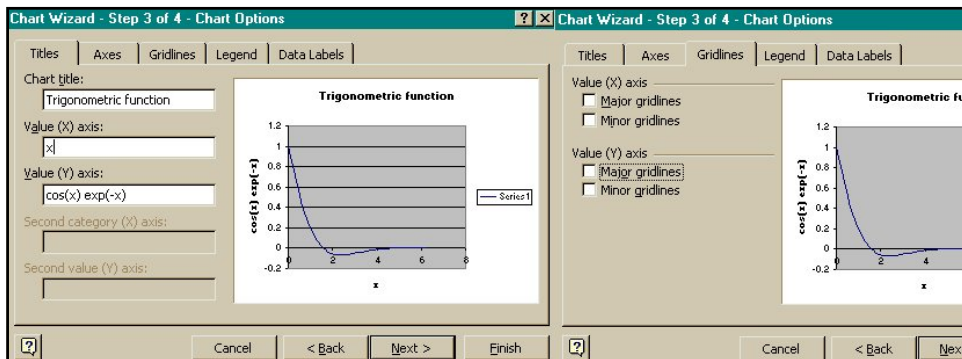 Chart Wizard - Step 3 of 4 - Chart Options
Titles Axes Gridlines Legend Data Labels
Chart title:
Trigonometric function
Value (X) axis:
x
Value (Y) axis:
cos(x) exp(-x)
Second category (X) axis:
Second value (Y) axis:
Trigonometric function
cos(x) exp(-x)
1.2
1
0.8
0.6
0.4
0.2
0
-0.2
0 2 4 6 8
x
Series1
Cancel < Back Next > Finish
Chart Wizard - Step 3 of 4 - Chart Options
Titles Axes Gridlines Legend Data Labels
Value (X) axis
Major gridlines
Minor gridlines
Value (Y) axis
Major gridlines
Minor gridlines
Trigonometric fu
cos(x) exp(-x)
1.2
1
0.8
0.6
0.4
0.2
0
-0.2
0 2 4
x
Cancel < Back Nex